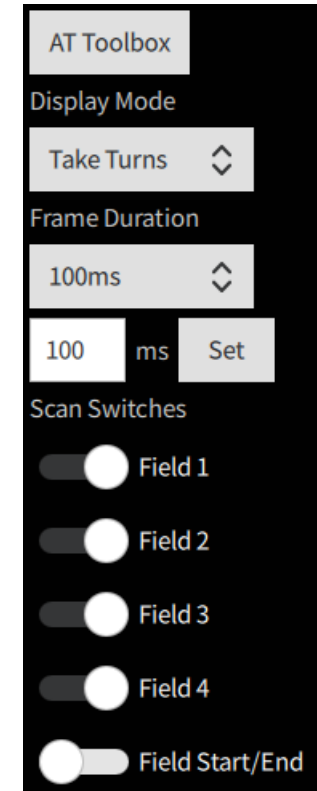 AT Toolbox
Display Mode
Take Turns
Frame Duration
100ms
100 ms Set
Scan Switches
Field 1
Field 2
Field 3
Field 4
Field Start/End